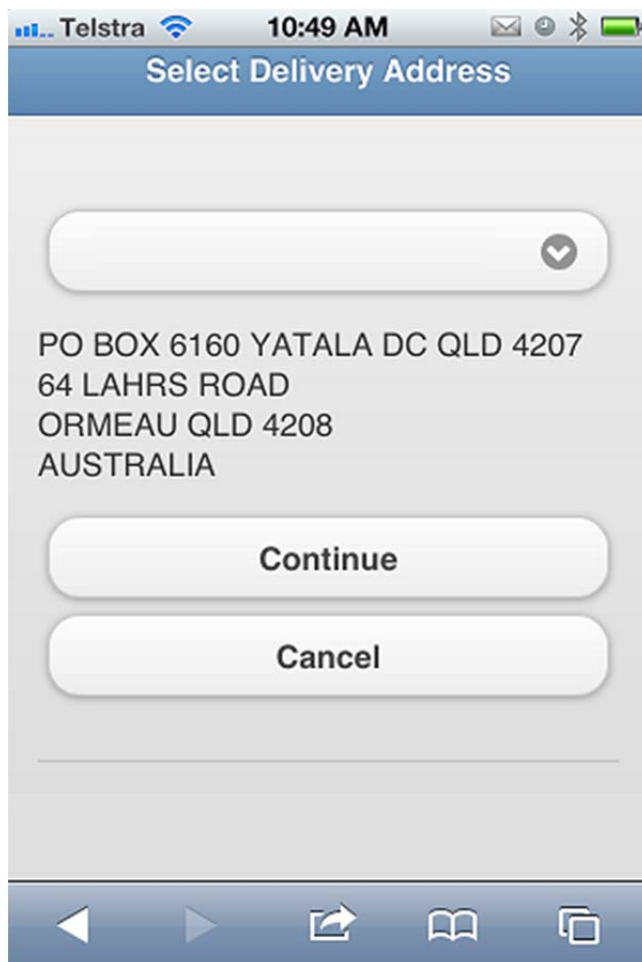 Telstra 10:49 AM
Select Delivery Address
PO BOX 6160 YATALA DC QLD 4207
64 LAHRS ROAD
ORMEAU QLD 4208
AUSTRALIA
Continue
Cancel